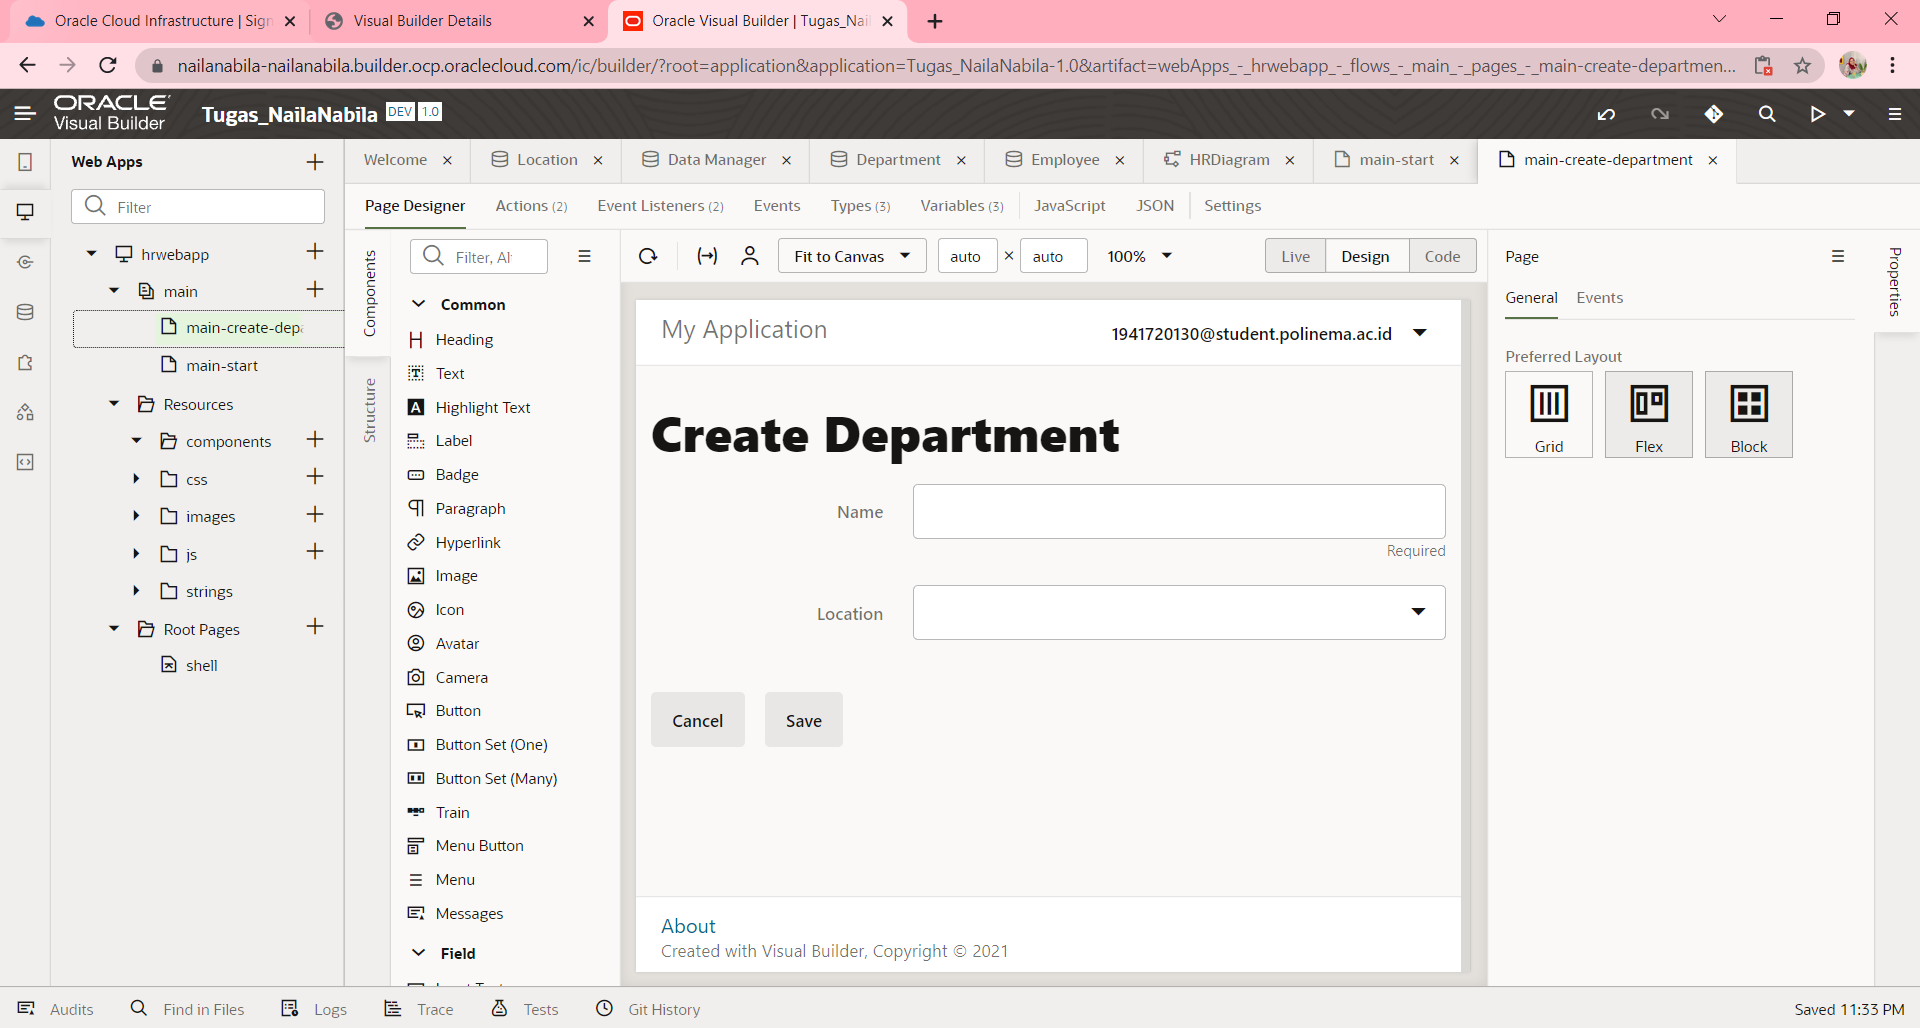 Oracle Cloud Infrastructure | Sign
Visual Builder Details
Oracle Visual Builder | Tugas_Nail
nailanabila-nailanabila.builder.ocp.oraclecloud.com/ic/builder/?root=application&application=Tugas_NailaNabila-1.0&artifact=webApps_-_hrwebapp_-_flows_-_main_-_pages_-_main-create-departmen...
ORACLE
Visual Builder
Tugas_NailaNabila DEV 1.0
Web Apps
Filter
hrwebapp
main
main-create-depa
main-start
Resources
components
css
images
js
strings
Root Pages
shell
Welcome
Location
Data Manager
Department
Employee
HRDiagram
main-start
main-create-department
Page Designer
Actions (2)
Event Listeners (2)
Events
Types (3)
Variables (3)
JavaScript
JSON
Settings
Components
Structure
Filter, Al
Common
Heading
Text
Highlight Text
Label
Badge
Paragraph
Hyperlink
Image
Icon
Avatar
Camera
Button
Button Set (One)
Button Set (Many)
Train
Menu Button
Menu
Messages
Field
Fit to Canvas
auto × auto
100%
Live
Design
Code
My Application
1941720130@student.polinema.ac.id
Create Department
Name
Required
Location
Cancel
Save
About
Created with Visual Builder, Copyright © 2021
Page
General
Events
Preferred Layout
Grid
Flex
Block
Properties
Audits
Find in Files
Logs
Trace
Tests
Git History
Saved 11:33 PM